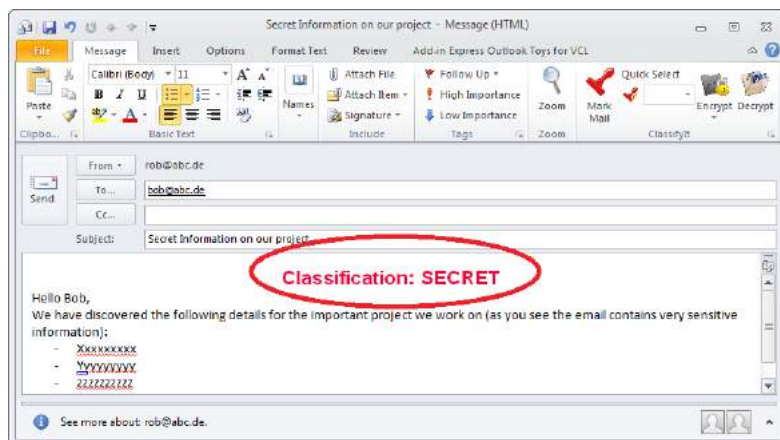 Secret Information on our project - Message (HTML)
File Message Insert Options Format Text Review Add-in Express Outlook Toys for VCL
Calibri (Body) 11 A A Attach File Follow Up Quick Select
Paste B I U Names Attach Item High Importance Zoom Mark Mail Encrypt Decrypt
ab A Signature Low Importance
Clipbo... Basic Text Include Tags Zoom Classify
From rob@abc.de
Send To... bob@abc.de
Cc...
Subject: Secret Information on our project
Classification: SECRET
Hello Bob,
We have discovered the following details for the important project we work on (as you see the email contains very sensitive
information):
- Xxxxxxxxx
- Yyyyyyyyy
- zzzzzzzzzz
See more about: rob@abc.de.